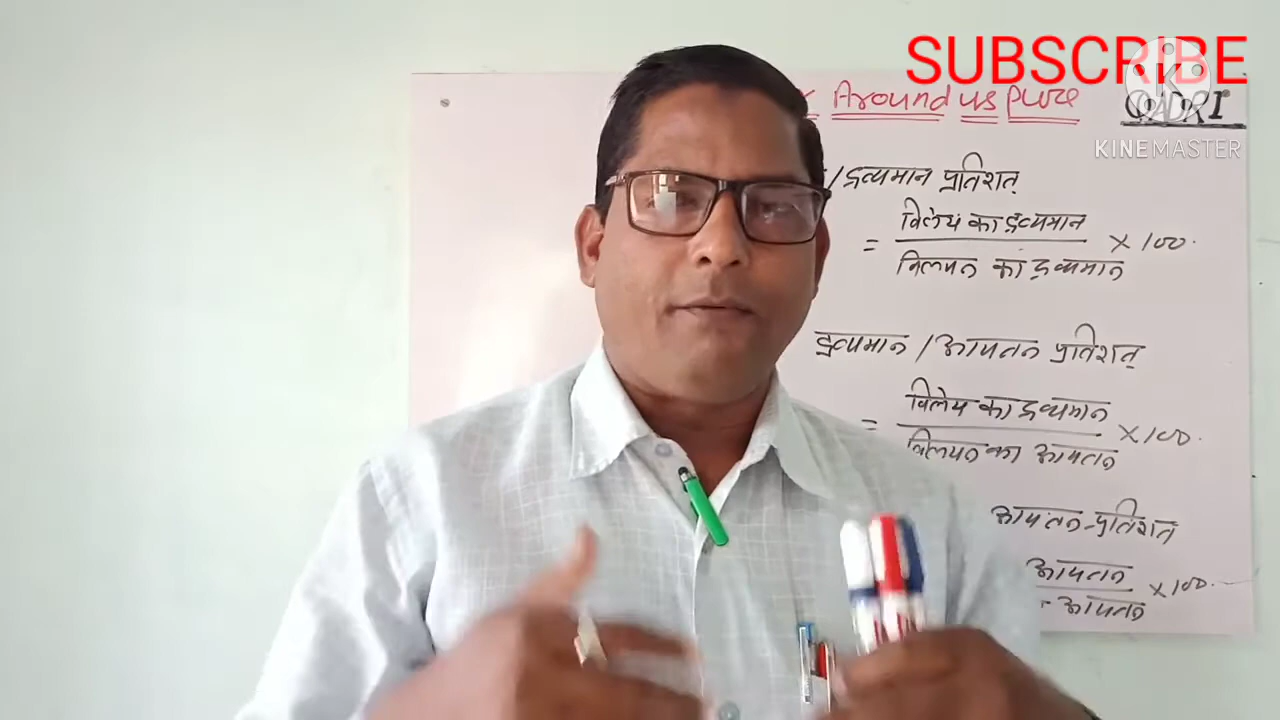 SUBSCRIBE
Around us pure
KINEMASTER
/द्रव्यमान प्रतिशत्
= विलेय का द्रव्यमान × 100.
विलयन का द्रव्यमान
द्रव्यमान / आयतन प्रतिशत्
= विलेय का द्रव्यमान × 100.
विलयन का आयतन
आयतन प्रतिशत
आयतन × 100.
आयतन